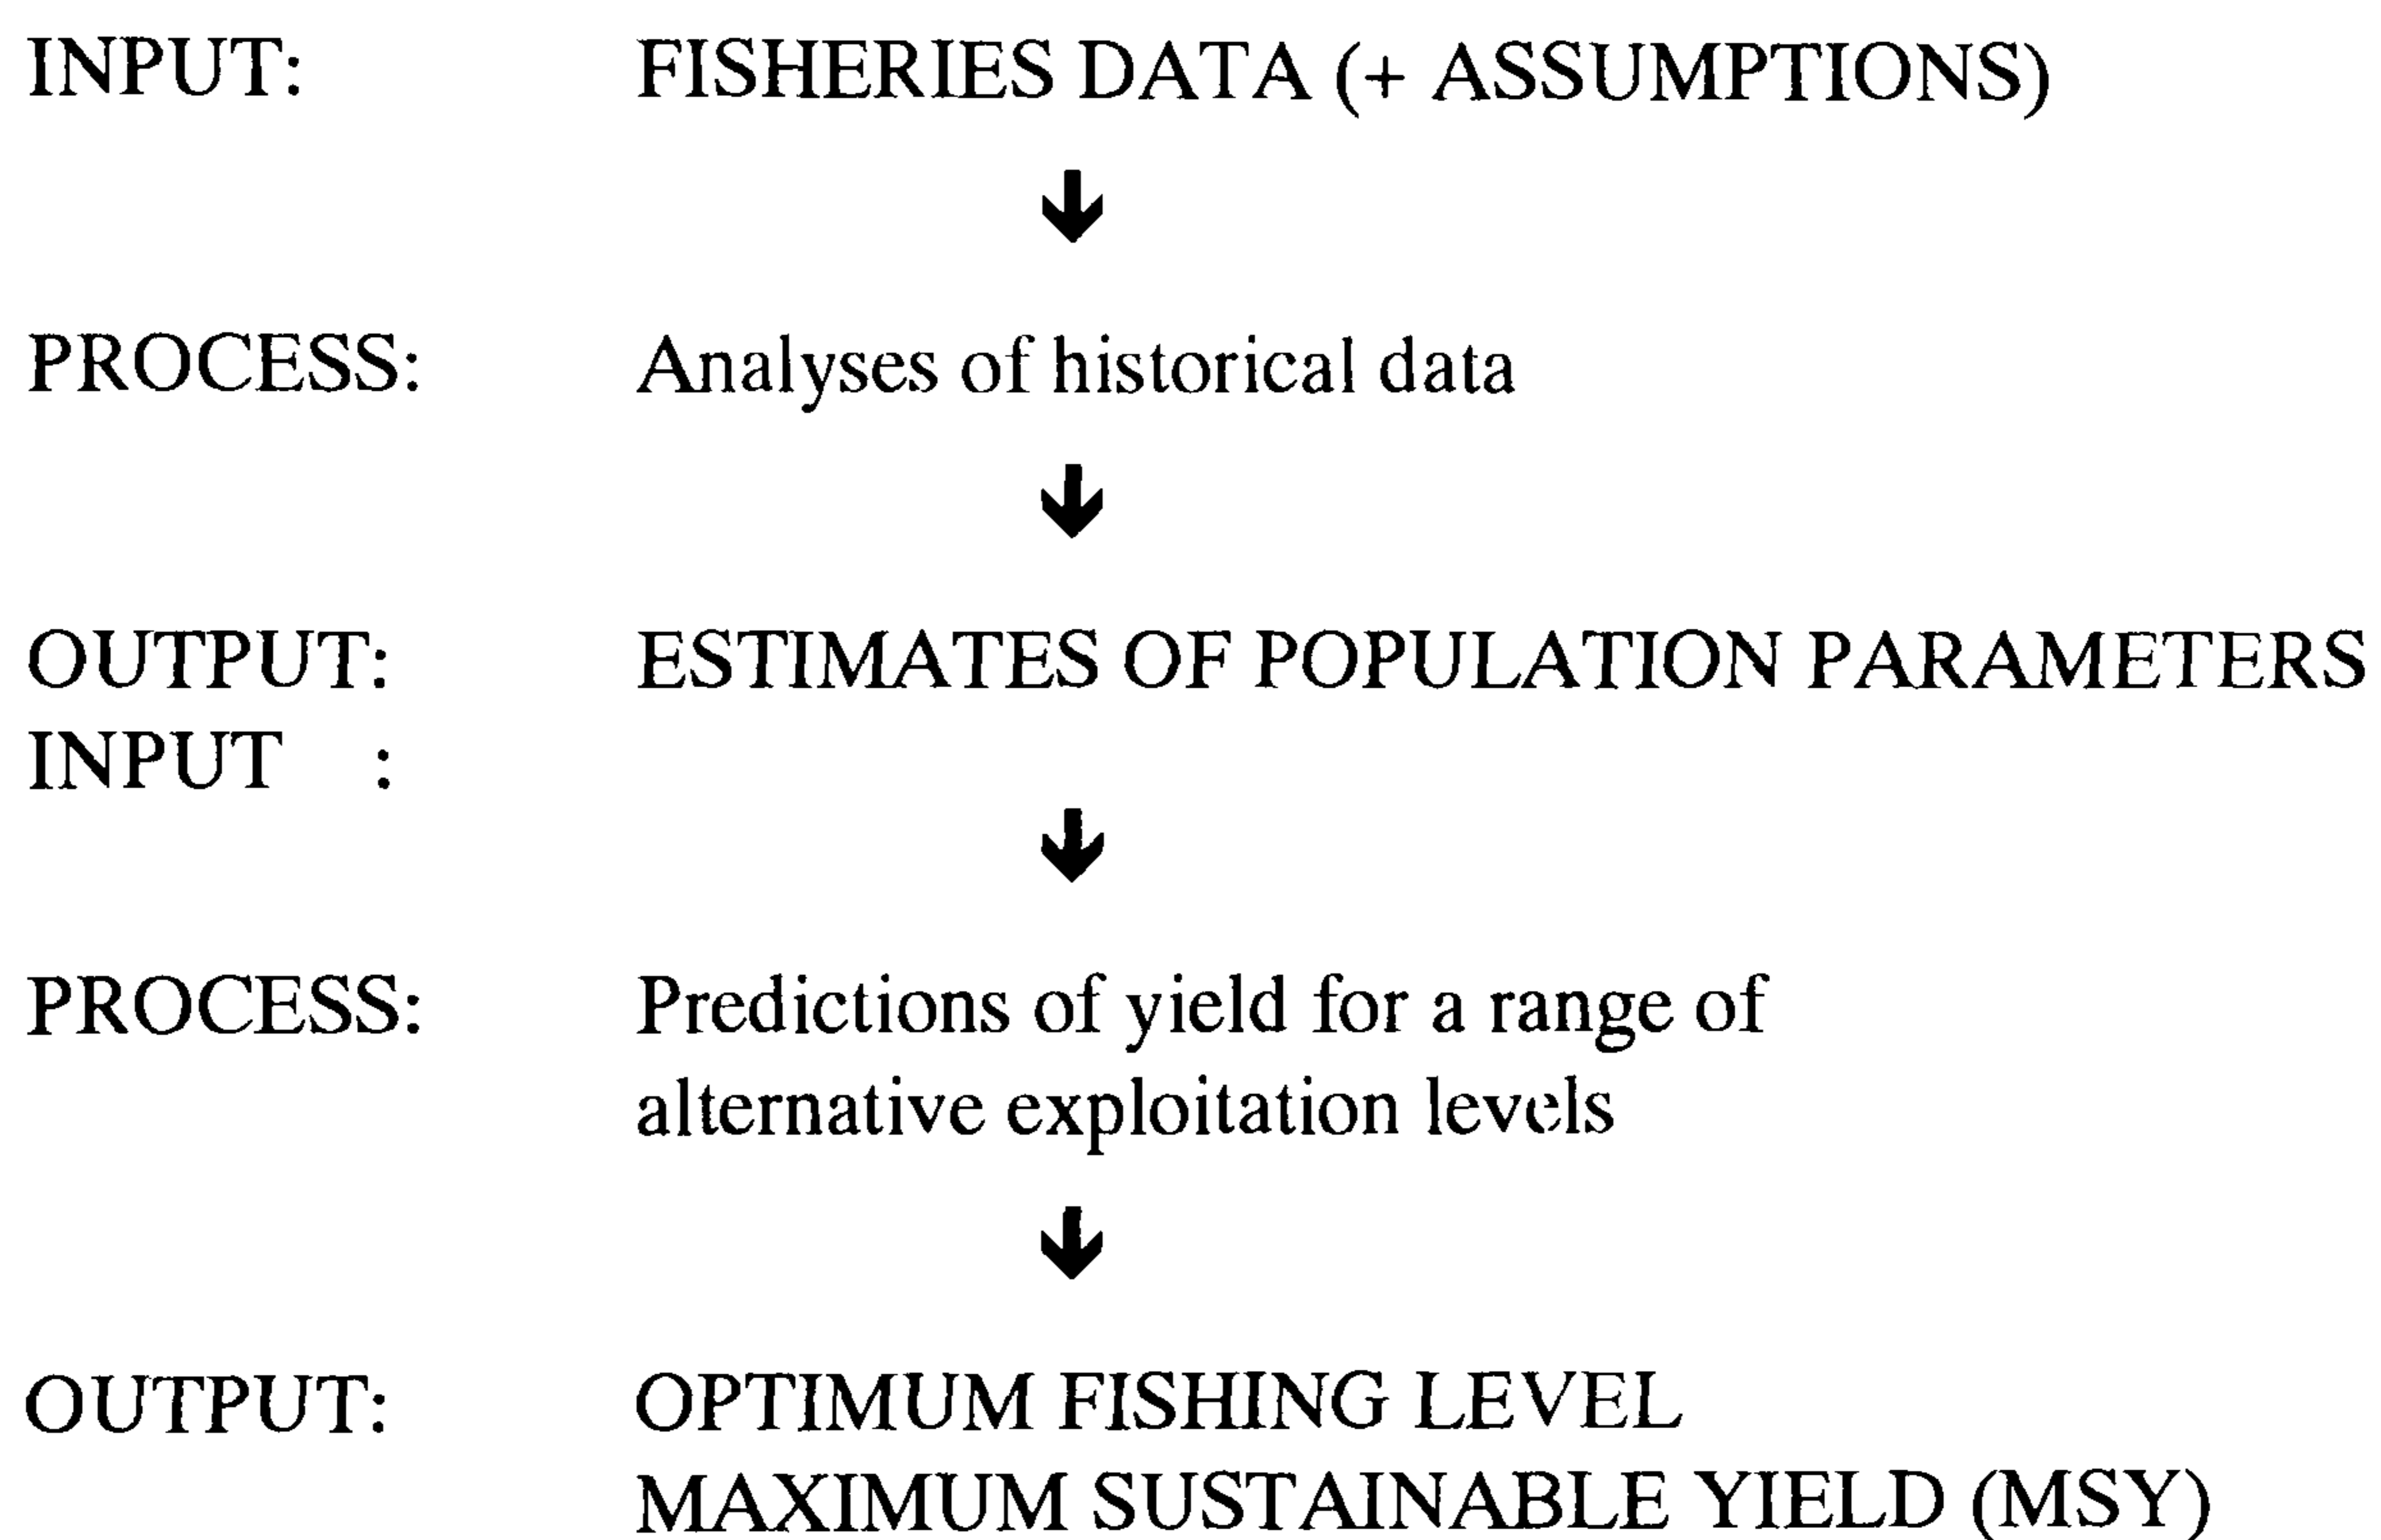 INPUT: FISHERIES DATA (+ ASSUMPTIONS)
PROCESS: Analyses of historical data
OUTPUT: ESTIMATES OF POPULATION PARAMETERS
INPUT :
PROCESS: Predictions of yield for a range of
alternative exploitation levels
OUTPUT: OPTIMUM FISHING LEVEL
MAXIMUM SUSTAINABLE YIELD (MSY)